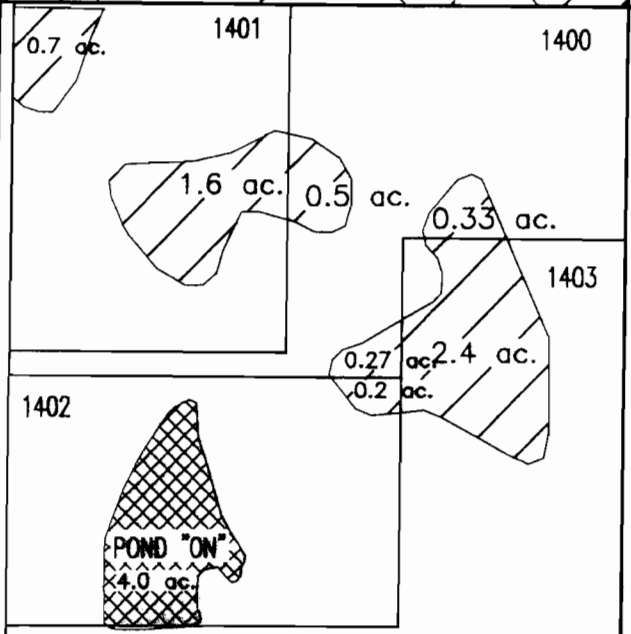 1401
1400
0.7 ac.
1.6 ac.
0.5 ac.
0.33 ac.
1403
0.27 ac.
2.4 ac.
0.2 ac.
1402
POND "ON"
4.0 ac.